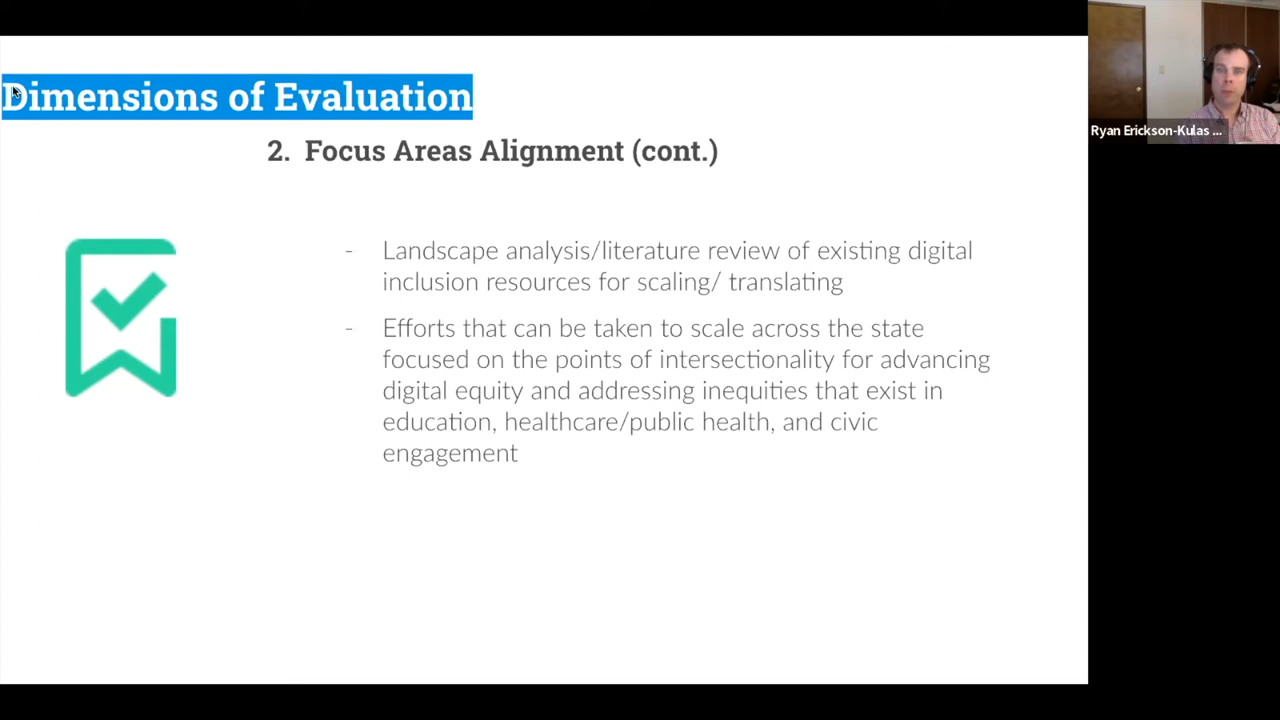 Dimensions of Evaluation
2. Focus Areas Alignment (cont.)
- Landscape analysis/literature review of existing digital
inclusion resources for scaling/ translating
- Efforts that can be taken to scale across the state
focused on the points of intersectionality for advancing
digital equity and addressing inequities that exist in
education, healthcare/public health, and civic
engagement
Ryan Erickson-Kulas ...